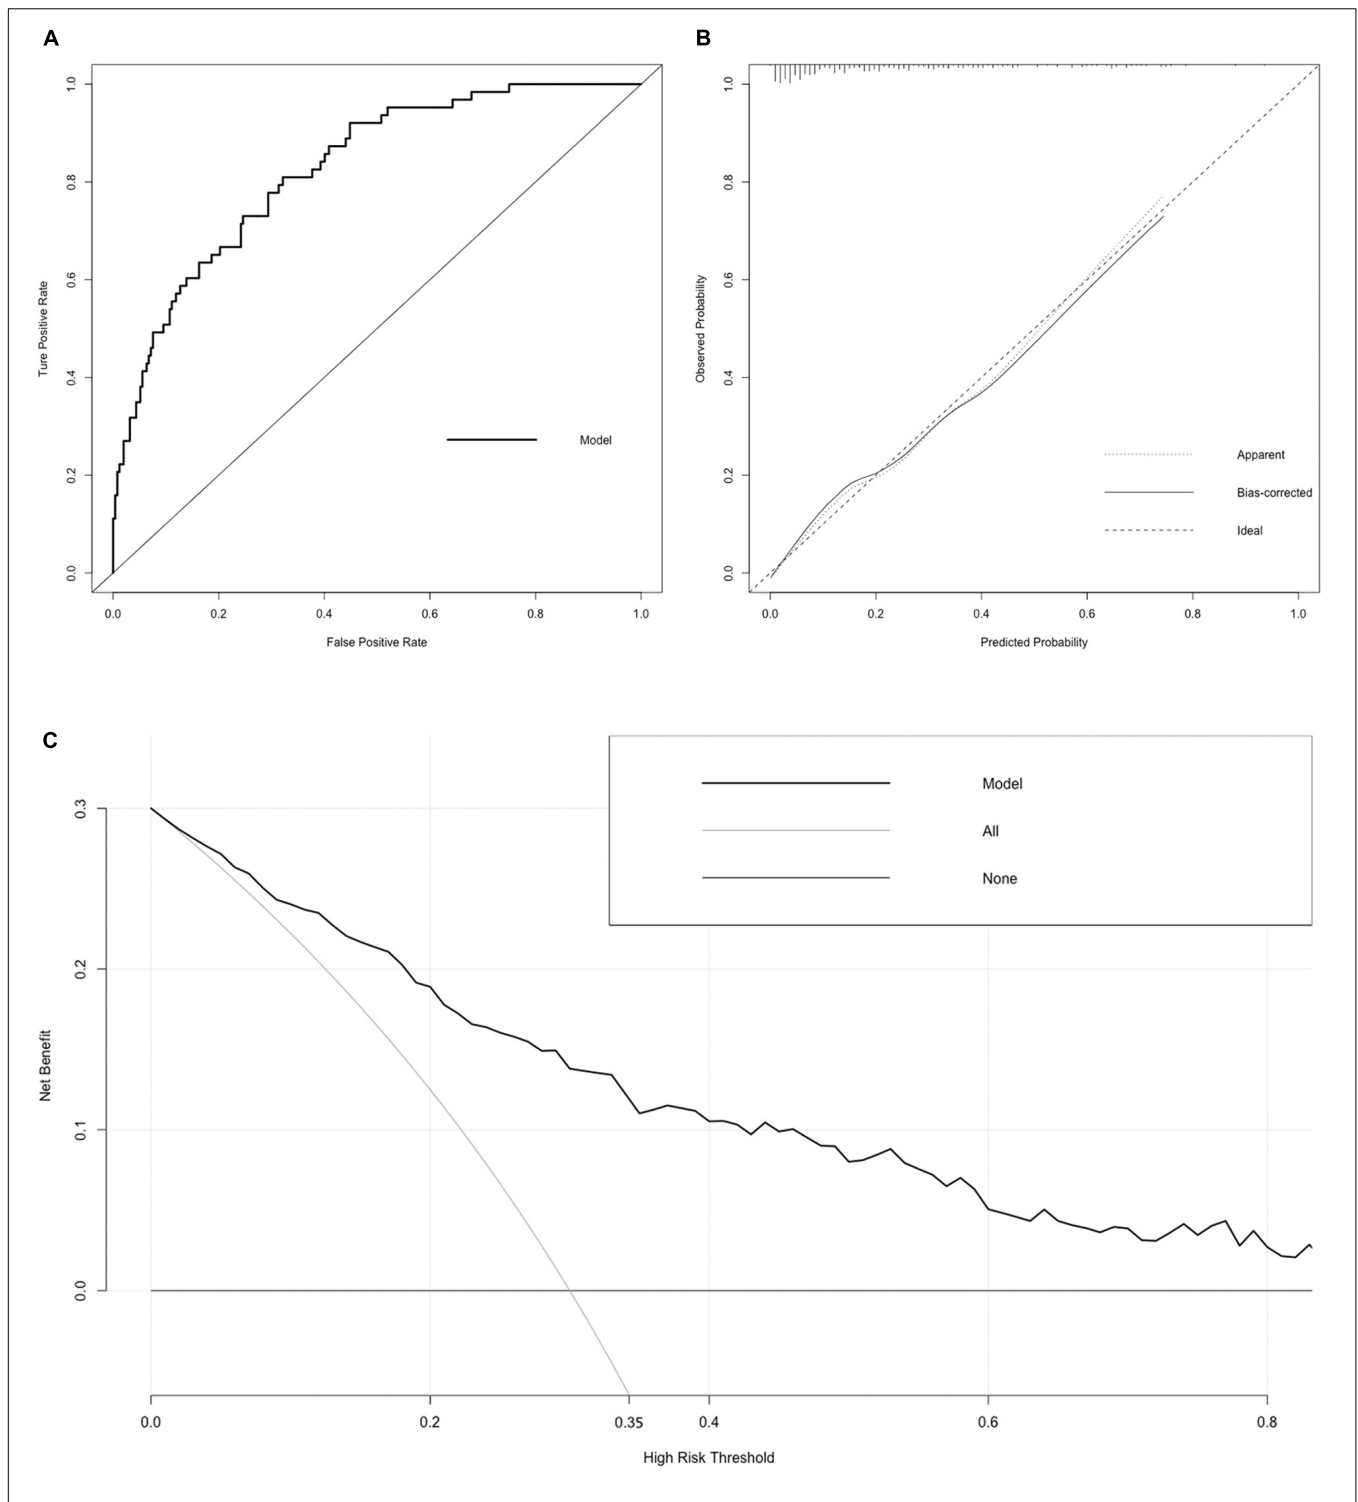 A
1.0
0.8
0.6
0.4
0.2
0.0
Ture Positive Rate
Model
0.0 0.2 0.4 0.6 0.8 1.0
False Positive Rate
B
1.0
0.8
0.6
0.4
0.2
0.0
Observed Probability
Apparent
Bias-corrected
Ideal
0.0 0.2 0.4 0.6 0.8 1.0
Predicted Probability
C
Model
All
None
0.3
0.2
0.1
0.0
Net Benefit
0.0 0.2 0.35 0.4 0.6 0.8
High Risk Threshold